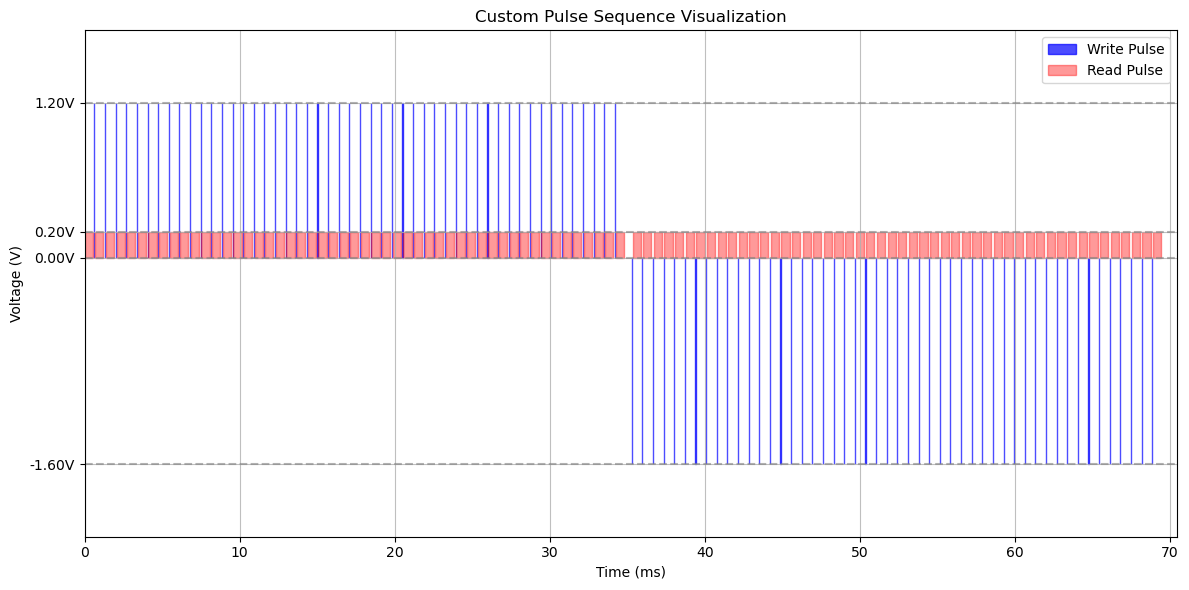 Custom Pulse Sequence Visualization
Write Pulse
Read Pulse
1.20V
0.20V
0.00V
-1.60V
Voltage (V)
0 10 20 30 40 50 60 70
Time (ms)